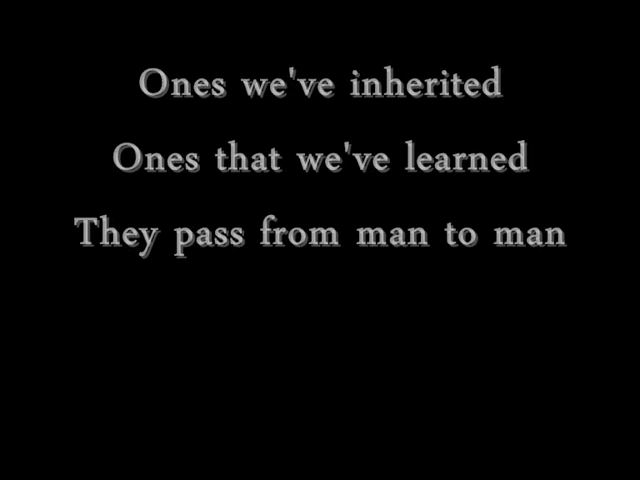 Ones we've inherited
Ones that we've learned
They pass from man to man